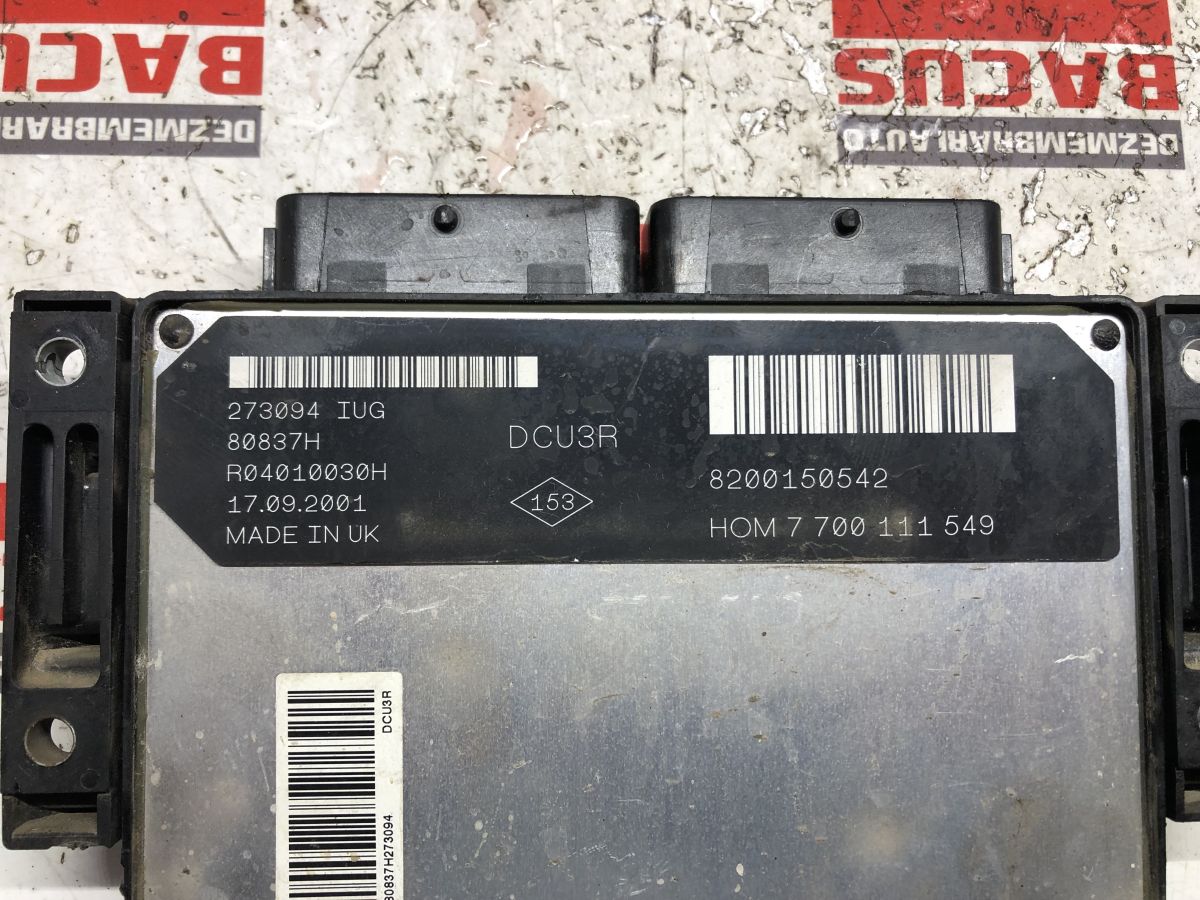 BACUS
DEZMEMBRARI
BACUS
DEZMEMBRARI AUTO
273094 IUG
80837H
R04010030H
17.09.2001
MADE IN UK
DCU3R
153
8200150542
HOM 7 700 111 549
DCU3R
80837H273094